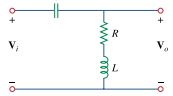 + R +
V_i V_o
− L −